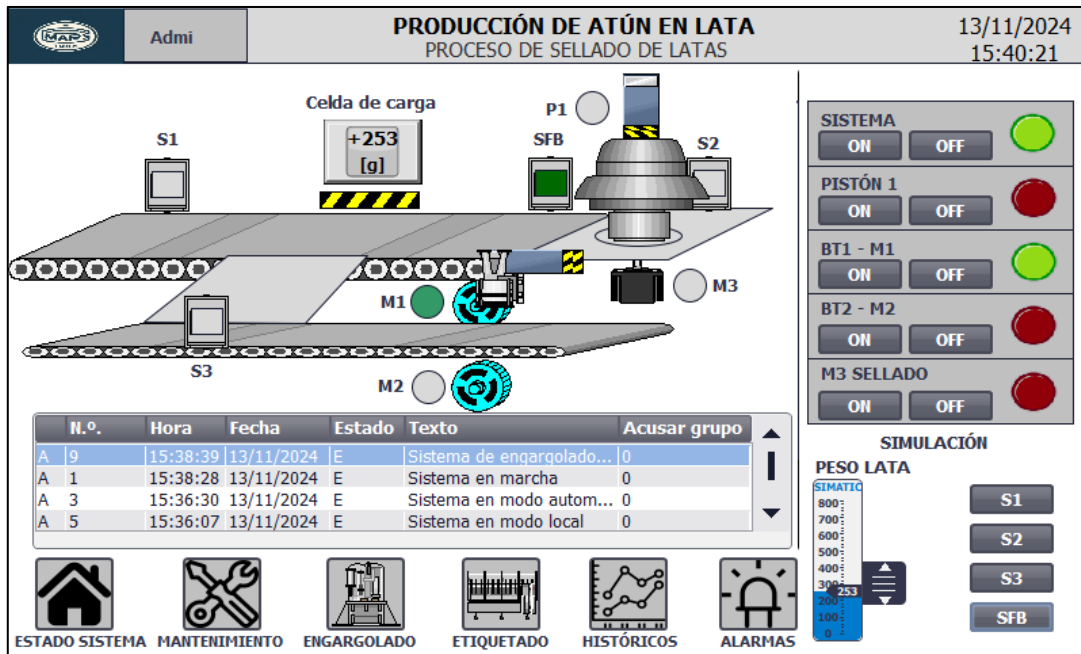 MAPS
Admi
PRODUCCIÓN DE ATÚN EN LATA
PROCESO DE SELLADO DE LATAS
13/11/2024
15:40:21
Celda de carga
+253
[g]
S1
P1
SFB
S2
M1
M3
S3
M2
SISTEMA
ON OFF
PISTÓN 1
ON OFF
BT1 - M1
ON OFF
BT2 - M2
ON OFF
M3 SELLADO
ON OFF
N.º. Hora Fecha Estado Texto Acusar grupo
A 9 15:38:39 13/11/2024 E Sistema de engargolado... 0
A 1 15:38:28 13/11/2024 E Sistema en marcha 0
A 3 15:36:30 13/11/2024 E Sistema en modo autom... 0
A 5 15:36:07 13/11/2024 E Sistema en modo local 0
SIMULACIÓN
PESO LATA
SIMATIC
800
700
600
500
400
300
253
200
100
0
S1
S2
S3
SFB
ESTADO SISTEMA
MANTENIMIENTO
ENGARGOLADO
ETIQUETADO
HISTÓRICOS
ALARMAS